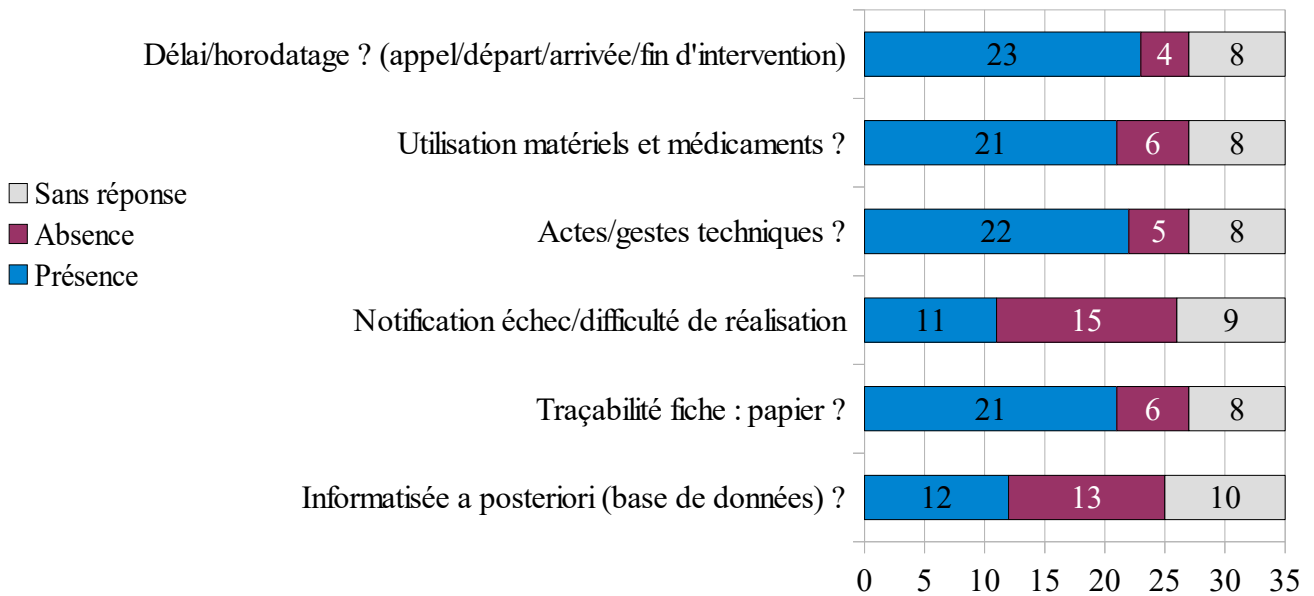 Délai/horodatage ? (appel/départ/arrivée/fin d'intervention)
23 4 8
Utilisation matériels et médicaments ?
21 6 8
Sans réponse
Absence
Présence
Actes/gestes techniques ?
22 5 8
Notification échec/difficulté de réalisation
11 15 9
Traçabilité fiche : papier ?
21 6 8
Informatisée a posteriori (base de données) ?
12 13 10
0 5 10 15 20 25 30 35